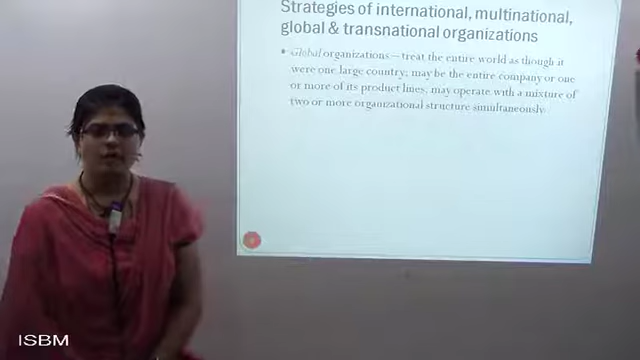 Strategies of international, multinational,
global & transnational organizations
• Global organizations – treat the entire world as though it
were one large country; may be the entire company or one
or more of its product lines; may operate with a mixture of
two or more organizational structure simultaneously.
ISBM